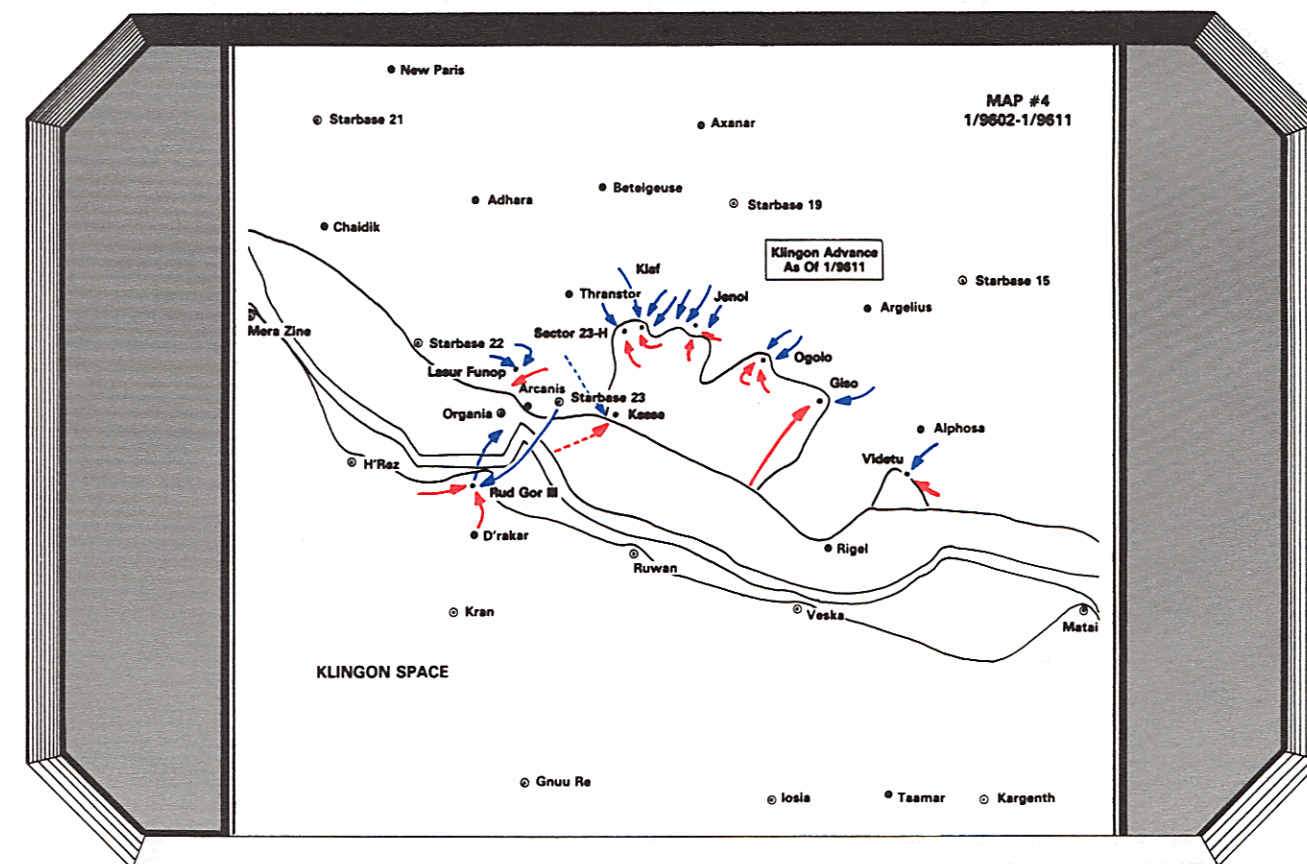 New Paris
MAP #4
1/9602-1/9611
Starbase 21
Axanar
Betelgeuse
Adhara
Starbase 19
Chaidik
Klingon Advance
As Of 1/9611
Klaf
Starbase 15
Thranstor
Jenol
Argelius
Mera Zine
Sector 23-H
Starbase 22
Ogolo
Lasur Funop
Giso
Arcanis
Starbase 23
Organia
Kesse
Alphosa
H'Rez
Videtu
Rud Gor III
D'rakar
Rigel
Ruwan
Kran
Veska
Matai
KLINGON SPACE
Gnuu Re
Iosia
Taamar
Kargenth